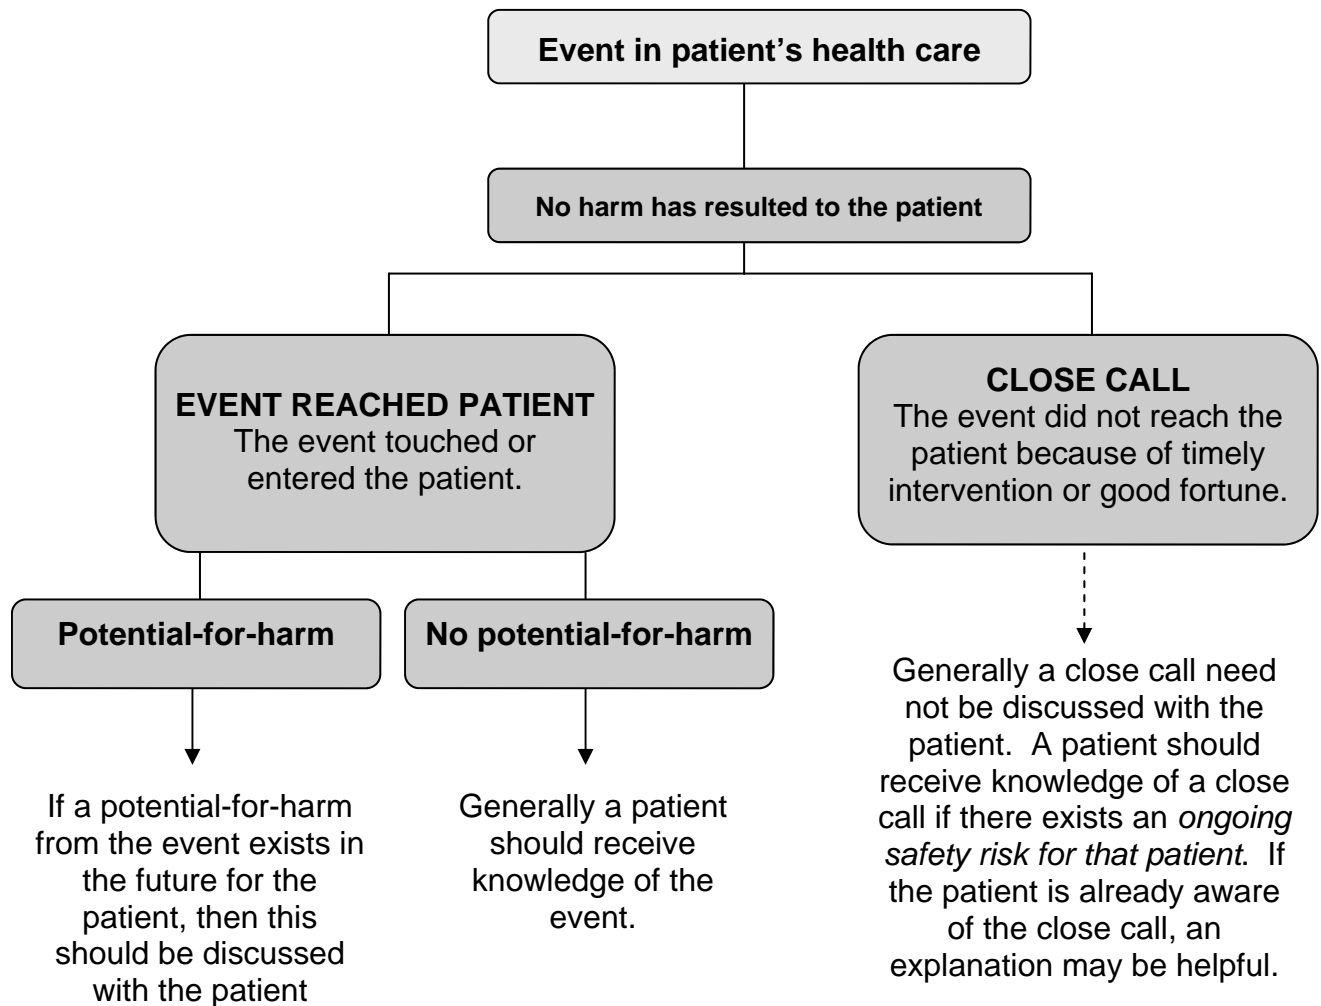 Event in patient’s health care
No harm has resulted to the patient
EVENT REACHED PATIENT
The event touched or
entered the patient.
CLOSE CALL
The event did not reach the
patient because of timely
intervention or good fortune.
Potential-for-harm
No potential-for-harm
If a potential-for-harm
from the event exists in
the future for the
patient, then this
should be discussed
with the patient
Generally a patient
should receive
knowledge of the
event.
Generally a close call need
not be discussed with the
patient.  A patient should
receive knowledge of a close
call if there exists an ongoing
safety risk for that patient.  If
the patient is already aware
of the close call, an
explanation may be helpful.